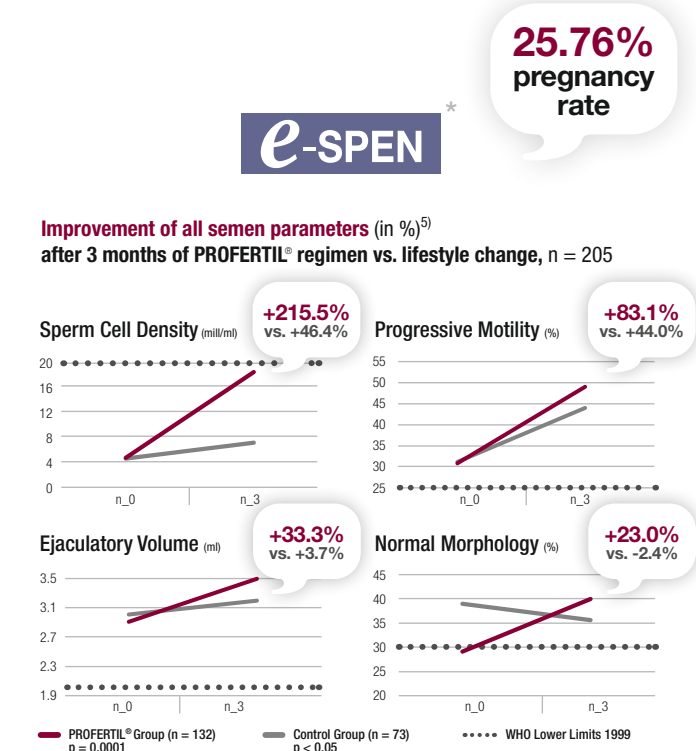 25.76%
pregnancy
rate
e-SPEN*
Improvement of all semen parameters (in %)5)
after 3 months of PROFERTIL® regimen vs. lifestyle change, n = 205
Sperm Cell Density (mill/ml)
+215.5%
vs. +46.4%
20
16
12
8
4
0
n_0 n_3
Progressive Motility (%)
+83.1%
vs. +44.0%
55
50
45
40
35
30
25
n_0 n_3
Ejaculatory Volume (ml)
+33.3%
vs. +3.7%
3.5
3.1
2.7
2.3
1.9
n_0 n_3
Normal Morphology (%)
+23.0%
vs. -2.4%
45
40
35
30
25
20
n_0 n_3
PROFERTIL® Group (n = 132)
p = 0.0001
Control Group (n = 73)
p < 0.05
WHO Lower Limits 1999